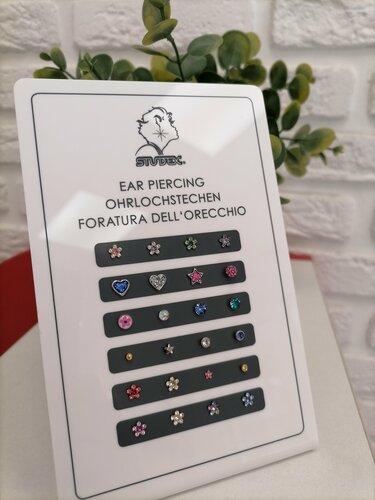 STUDEX
EAR PIERCING
OHRLOCHSTECHEN
FORATURA DELL'ORECCHIO